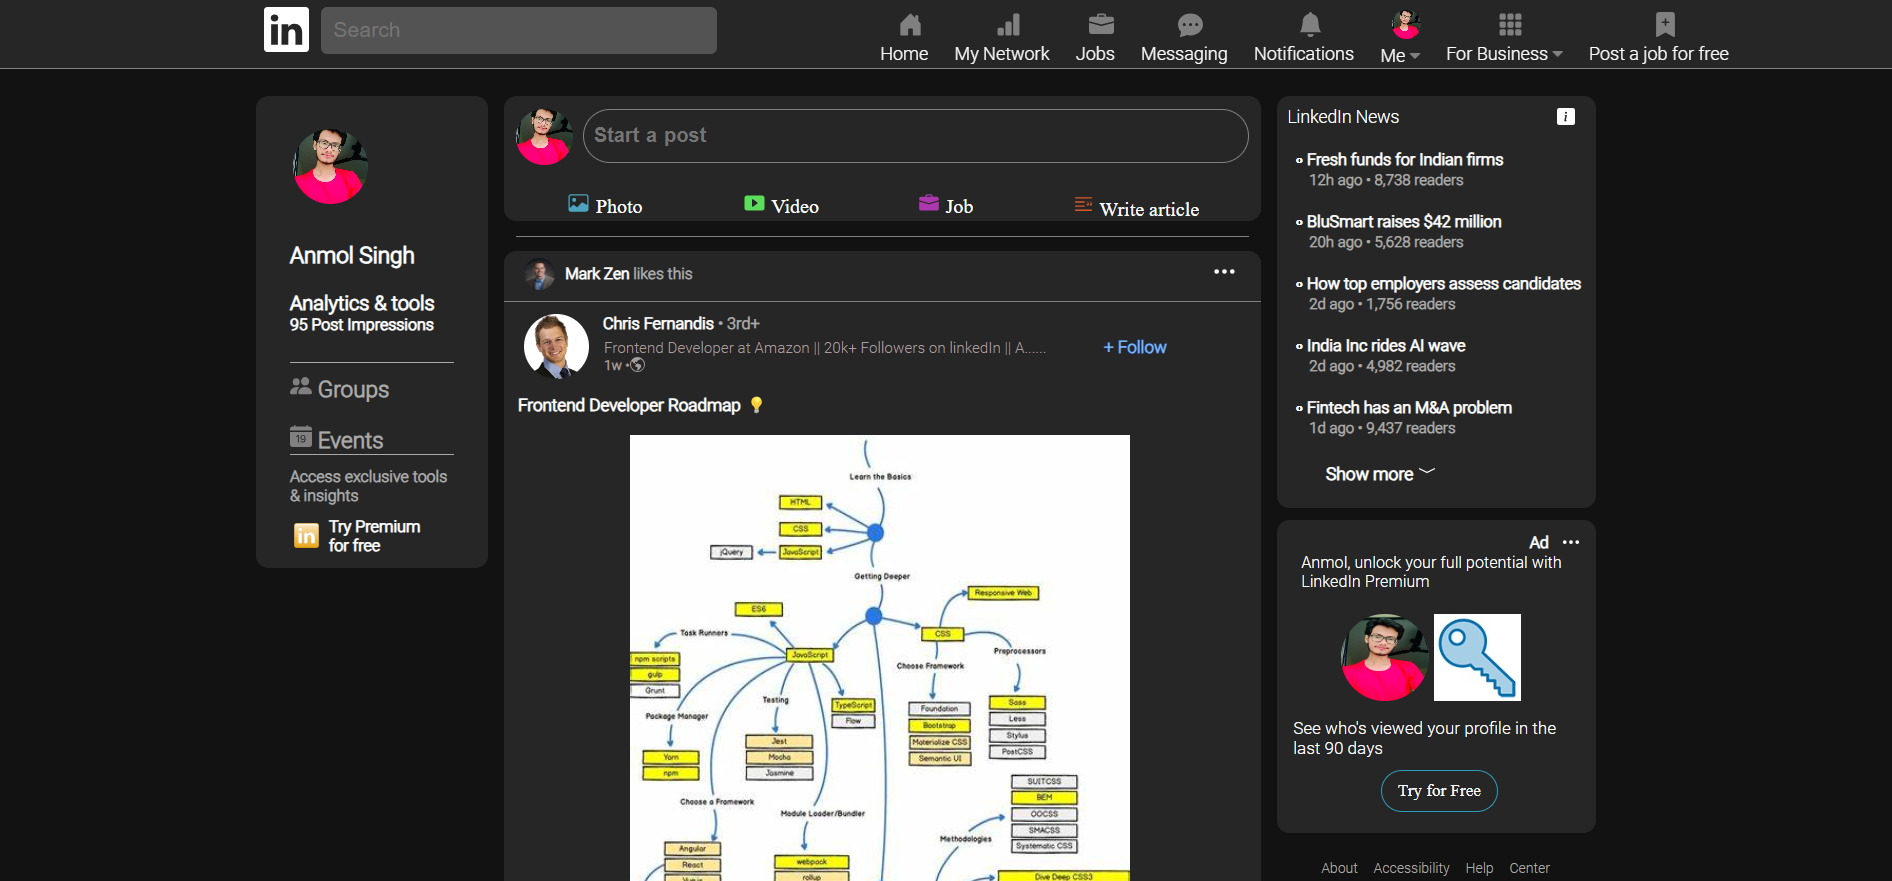 in
Search
Home
My Network
Jobs
Messaging
Notifications
Me
For Business
Post a job for free
Anmol Singh
Analytics & tools
95 Post Impressions
Groups
19
Events
Access exclusive tools
& insights
in
Try Premium
for free
Start a post
Photo
Video
Job
Write article
Mark Zen likes this
Chris Fernandis • 3rd+
Frontend Developer at Amazon || 20k+ Followers on linkedIn || A......
+ Follow
1w •
Frontend Developer Roadmap
Learn the Basics
HTML
CSS
jQuery
JavaScript
Getting Deeper
Responsive Web
ES6
Task Runners
CSS
npm scripts
gulp
Grunt
JavaScript
Preprocessors
Choose Framework
Testing
Package Manager
TypeScript
Flow
Foundation
Bootstrap
Materialize CSS
Semantic UI
Sass
Less
Stylus
PostCSS
Jest
Mocha
Jasmine
Yarn
npm
Choose a Framework
Module Loader/Bundler
SUITCSS
BEM
OOCSS
SMACSS
Systematic CSS
Methodologies
Angular
React
webpack
rollup
Dive Deep CSS3
LinkedIn News
i
Fresh funds for Indian firms
12h ago • 8,738 readers
BluSmart raises $42 million
20h ago • 5,628 readers
How top employers assess candidates
2d ago • 1,756 readers
India Inc rides AI wave
2d ago • 4,982 readers
Fintech has an M&A problem
1d ago • 9,437 readers
Show more
Ad
Anmol, unlock your full potential with
LinkedIn Premium
See who's viewed your profile in the
last 90 days
Try for Free
About Accessibility Help Center